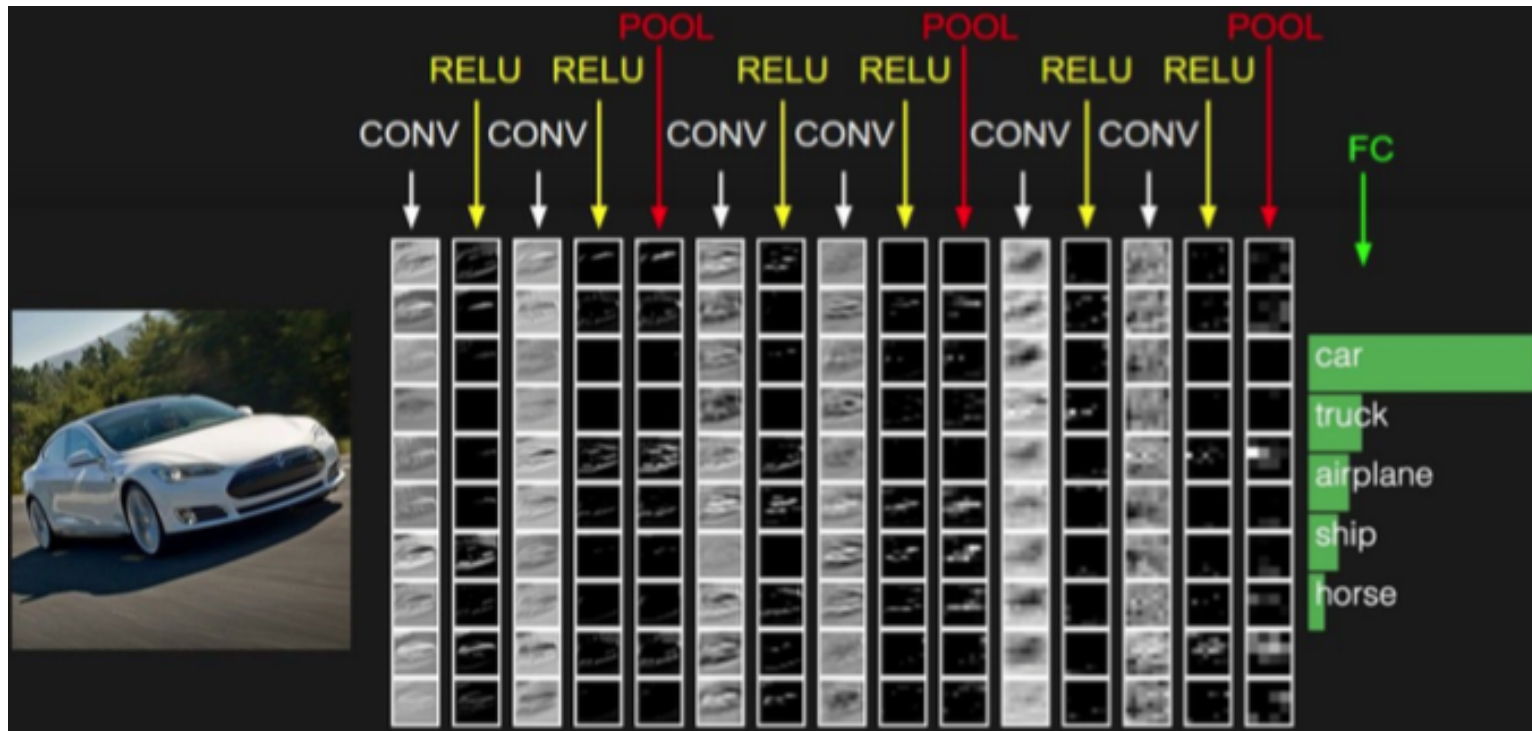 POOL POOL POOL
RELU RELU RELU RELU RELU RELU
CONV CONV CONV CONV CONV CONV
FC
car
truck
airplane
ship
horse